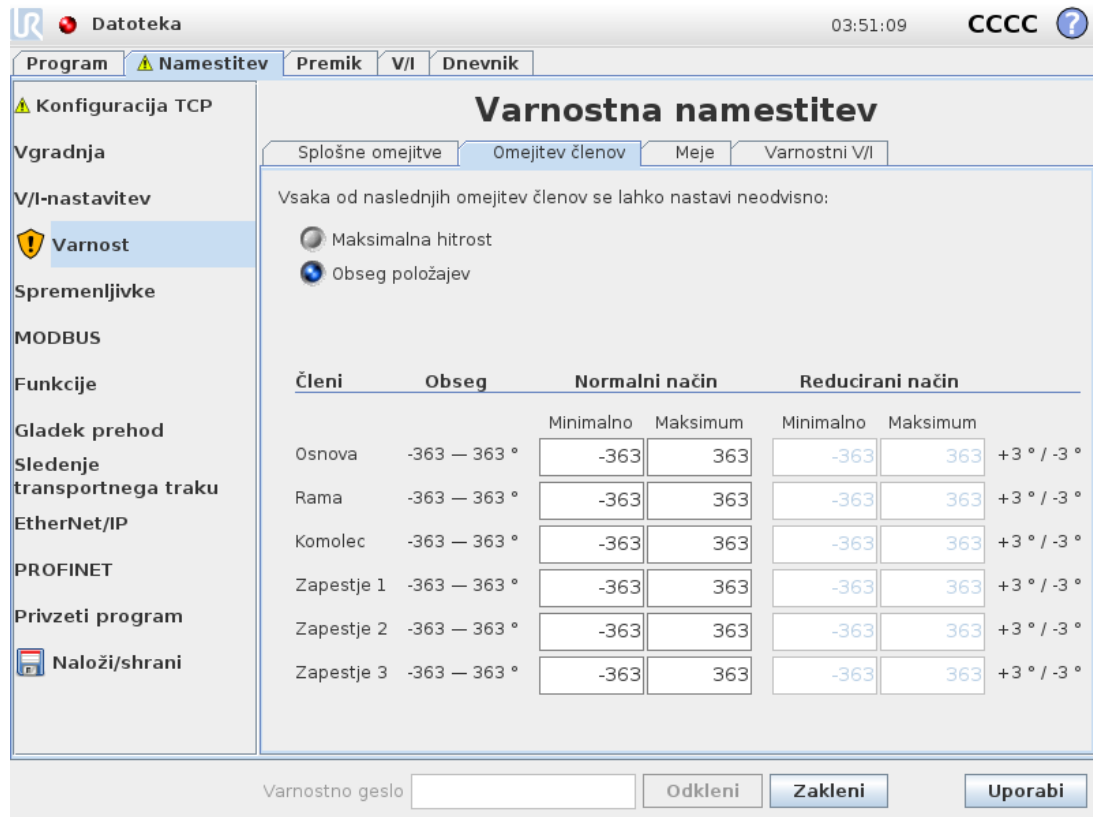 UR Datoteka 03:51:09 CCCC ?
Program Namestitev Premik V/I Dnevnik
Konfiguracija TCP
Vgradnja
V/I-nastavitev
Varnost
Spremenljivke
MODBUS
Funkcije
Gladek prehod
Sledenje
transportnega traku
EtherNet/IP
PROFINET
Privzeti program
Naloži/shrani
Varnostna namestitev
Splošne omejitve Omejitev členov Meje Varnostni V/I
Vsaka od naslednjih omejitev členov se lahko nastavi neodvisno:
Maksimalna hitrost
Obseg položajev
Členi Obseg Normalni način Reducirani način
Minimalno Maksimum Minimalno Maksimum
Osnova -363 — 363 ° -363 363 -363 363 +3 ° / -3 °
Rama -363 — 363 ° -363 363 -363 363 +3 ° / -3 °
Komolec -363 — 363 ° -363 363 -363 363 +3 ° / -3 °
Zapestje 1 -363 — 363 ° -363 363 -363 363 +3 ° / -3 °
Zapestje 2 -363 — 363 ° -363 363 -363 363 +3 ° / -3 °
Zapestje 3 -363 — 363 ° -363 363 -363 363 +3 ° / -3 °
Varnostno geslo Odkleni Zakleni Uporabi